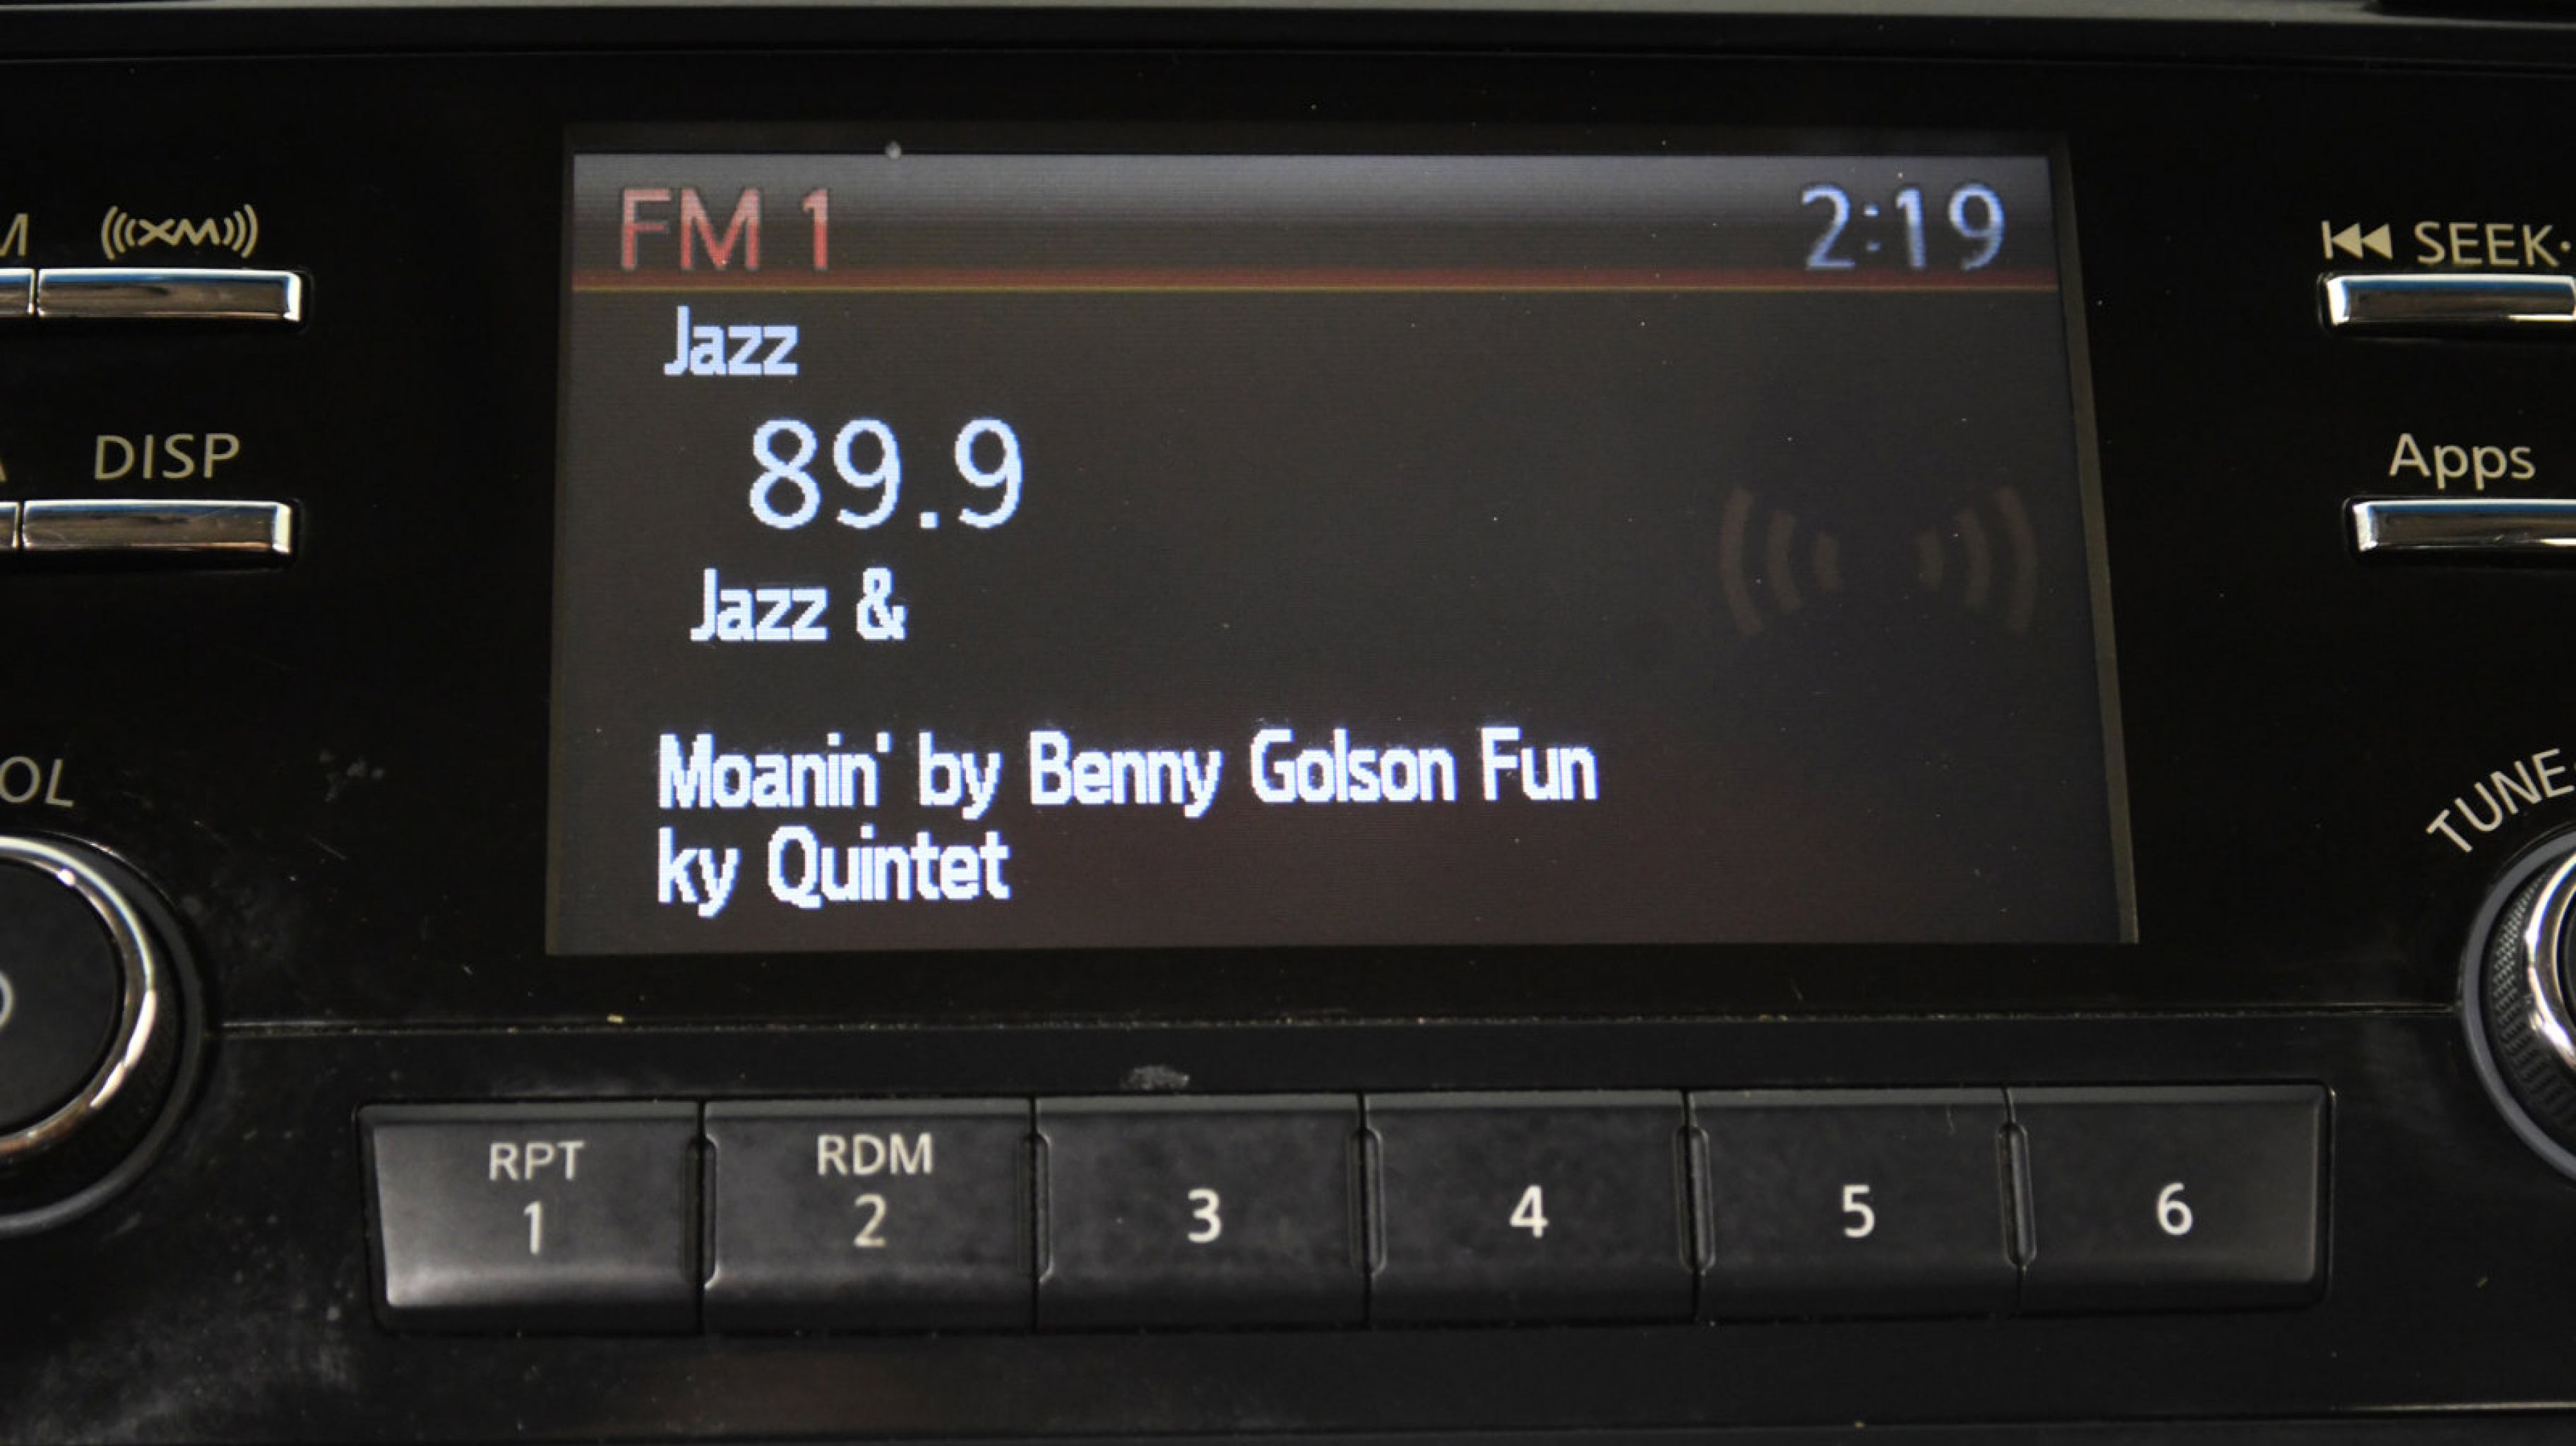 FM 1 2:19
M (((XM))) SEEK
Jazz
89.9
DISP Apps
Jazz &
Moanin' by Benny Golson Fun
ky Quintet
OL TUNE
RPT RDM
1 2 3 4 5 6